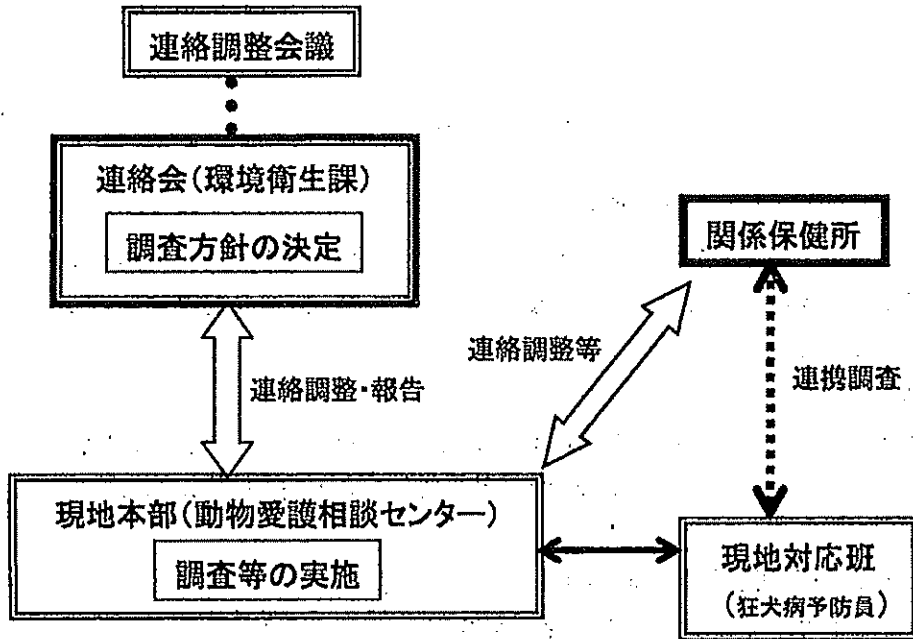 連絡調整会議
連絡会(環境衛生課)
調査方針の決定
関係保健所
連絡調整等
連携調査
連絡調整・報告
現地本部(動物愛護相談センター)
調査等の実施
現地対応班
(狂犬病予防員)